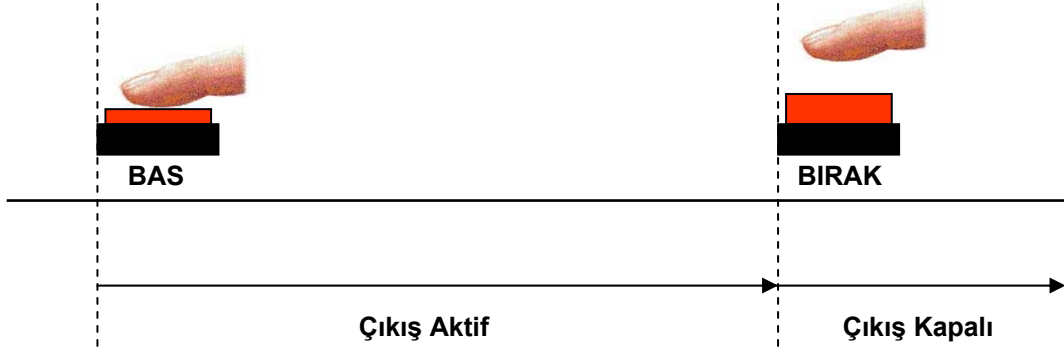 BAS
BIRAK
Çıkış Aktif
Çıkış Kapalı